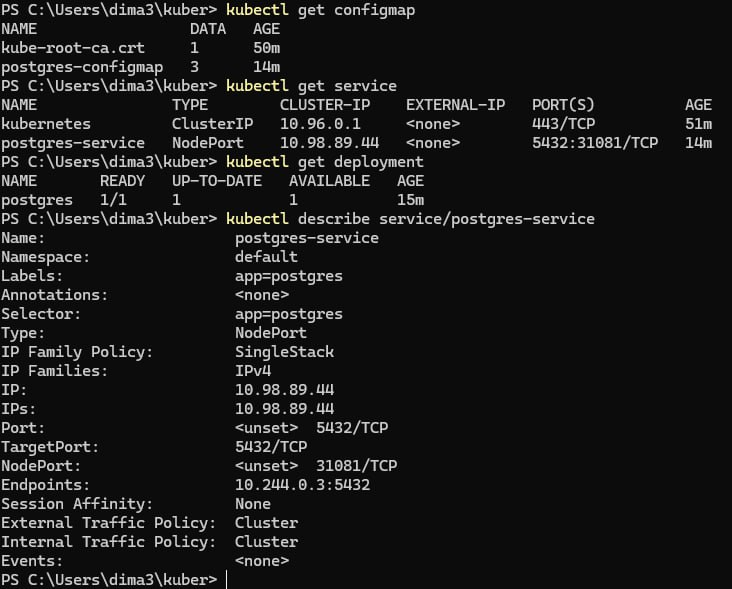 PS C:\Users\dima3\kuber> kubectl get configmap
NAME                 DATA   AGE
kube-root-ca.crt     1      50m
postgres-configmap   3      14m
PS C:\Users\dima3\kuber> kubectl get service
NAME               TYPE        CLUSTER-IP    EXTERNAL-IP   PORT(S)          AGE
kubernetes         ClusterIP   10.96.0.1     <none>        443/TCP          51m
postgres-service   NodePort    10.98.89.44   <none>        5432:31081/TCP   14m
PS C:\Users\dima3\kuber> kubectl get deployment
NAME       READY   UP-TO-DATE   AVAILABLE   AGE
postgres   1/1     1            1           15m
PS C:\Users\dima3\kuber> kubectl describe service/postgres-service
Name:                     postgres-service
Namespace:                default
Labels:                   app=postgres
Annotations:              <none>
Selector:                 app=postgres
Type:                     NodePort
IP Family Policy:         SingleStack
IP Families:              IPv4
IP:                       10.98.89.44
IPs:                      10.98.89.44
Port:                     <unset>  5432/TCP
TargetPort:               5432/TCP
NodePort:                 <unset>  31081/TCP
Endpoints:                10.244.0.3:5432
Session Affinity:         None
External Traffic Policy:  Cluster
Internal Traffic Policy:  Cluster
Events:                   <none>
PS C:\Users\dima3\kuber>